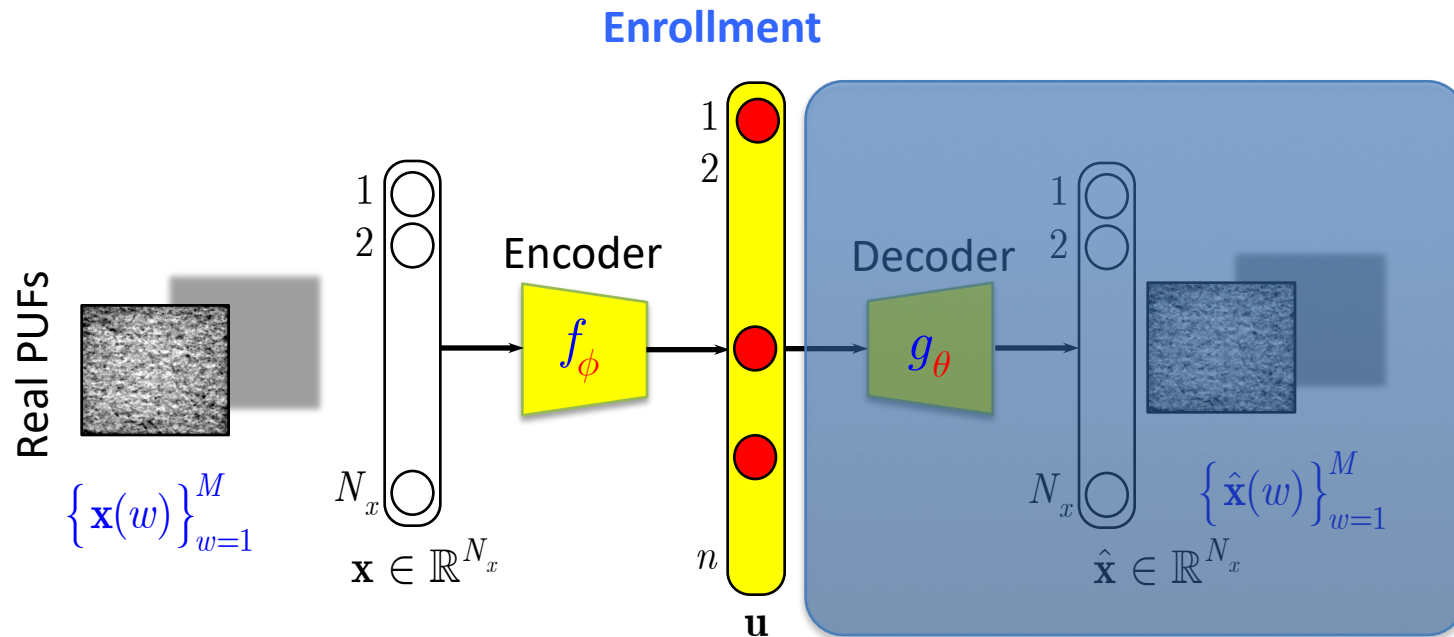 Enrollment
Real PUFs
{x(w)}_{w=1}^{M}
1
2
N_x
x ∈ ℝ^{N_x}
Encoder
f_ϕ
1
2
n
u
Decoder
g_θ
1
2
N_x
x̂ ∈ ℝ^{N_x}
{x̂(w)}_{w=1}^{M}